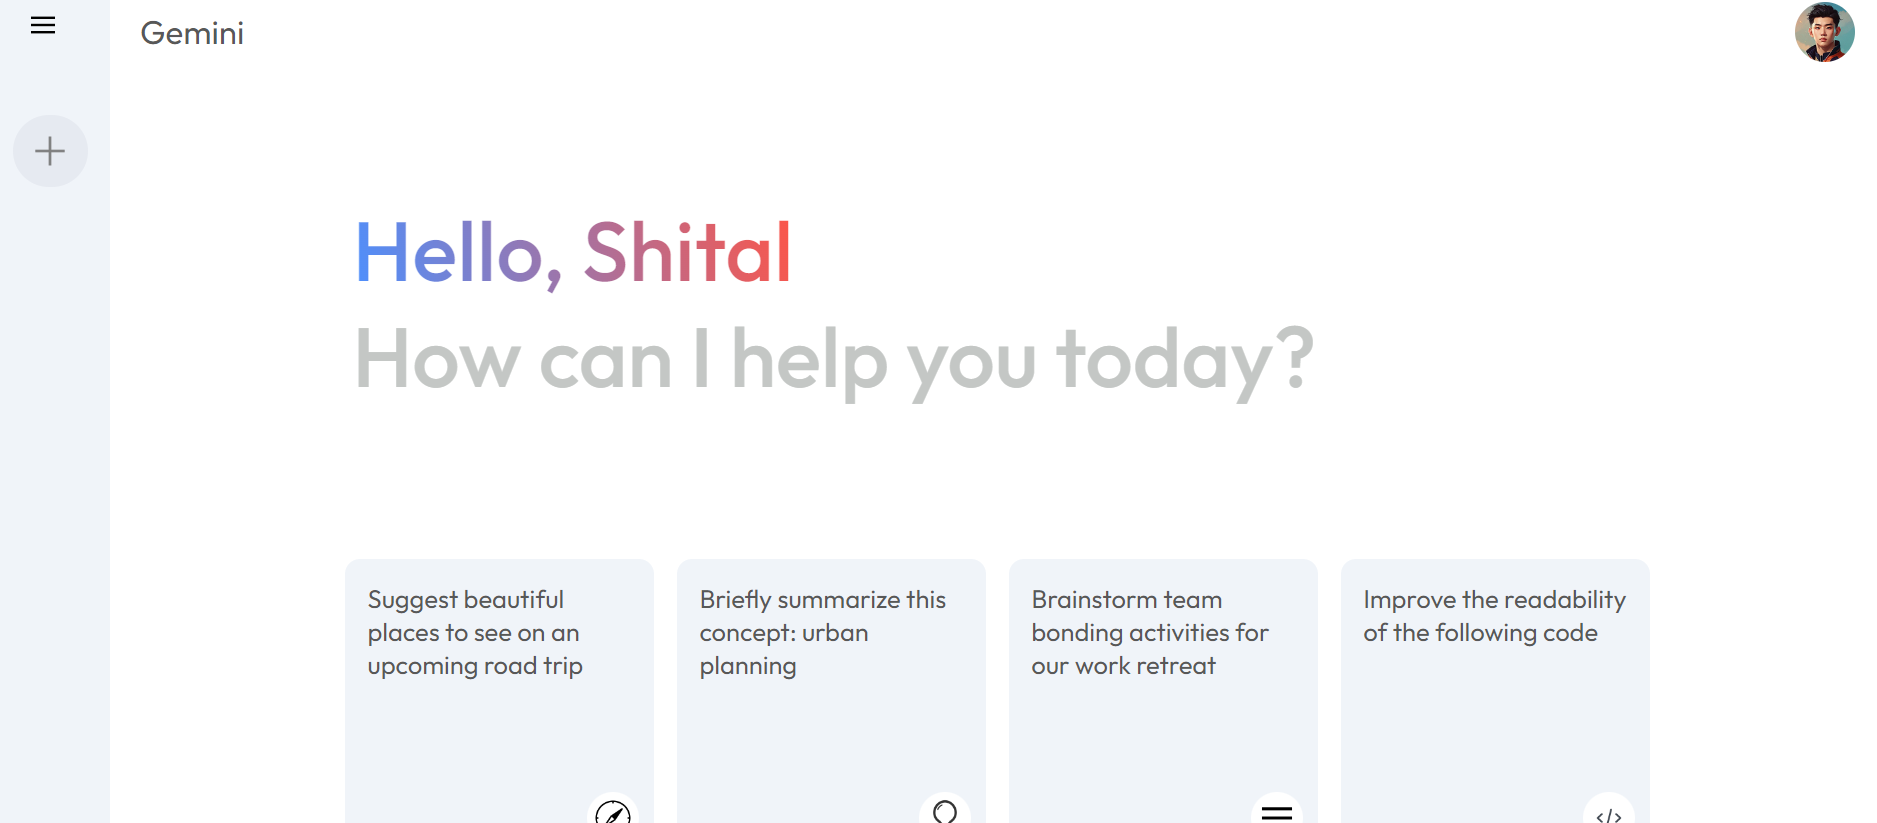 Gemini
Hello, Shital
How can I help you today?
Suggest beautiful
places to see on an
upcoming road trip
Briefly summarize this
concept: urban
planning
Brainstorm team
bonding activities for
our work retreat
Improve the readability
of the following code